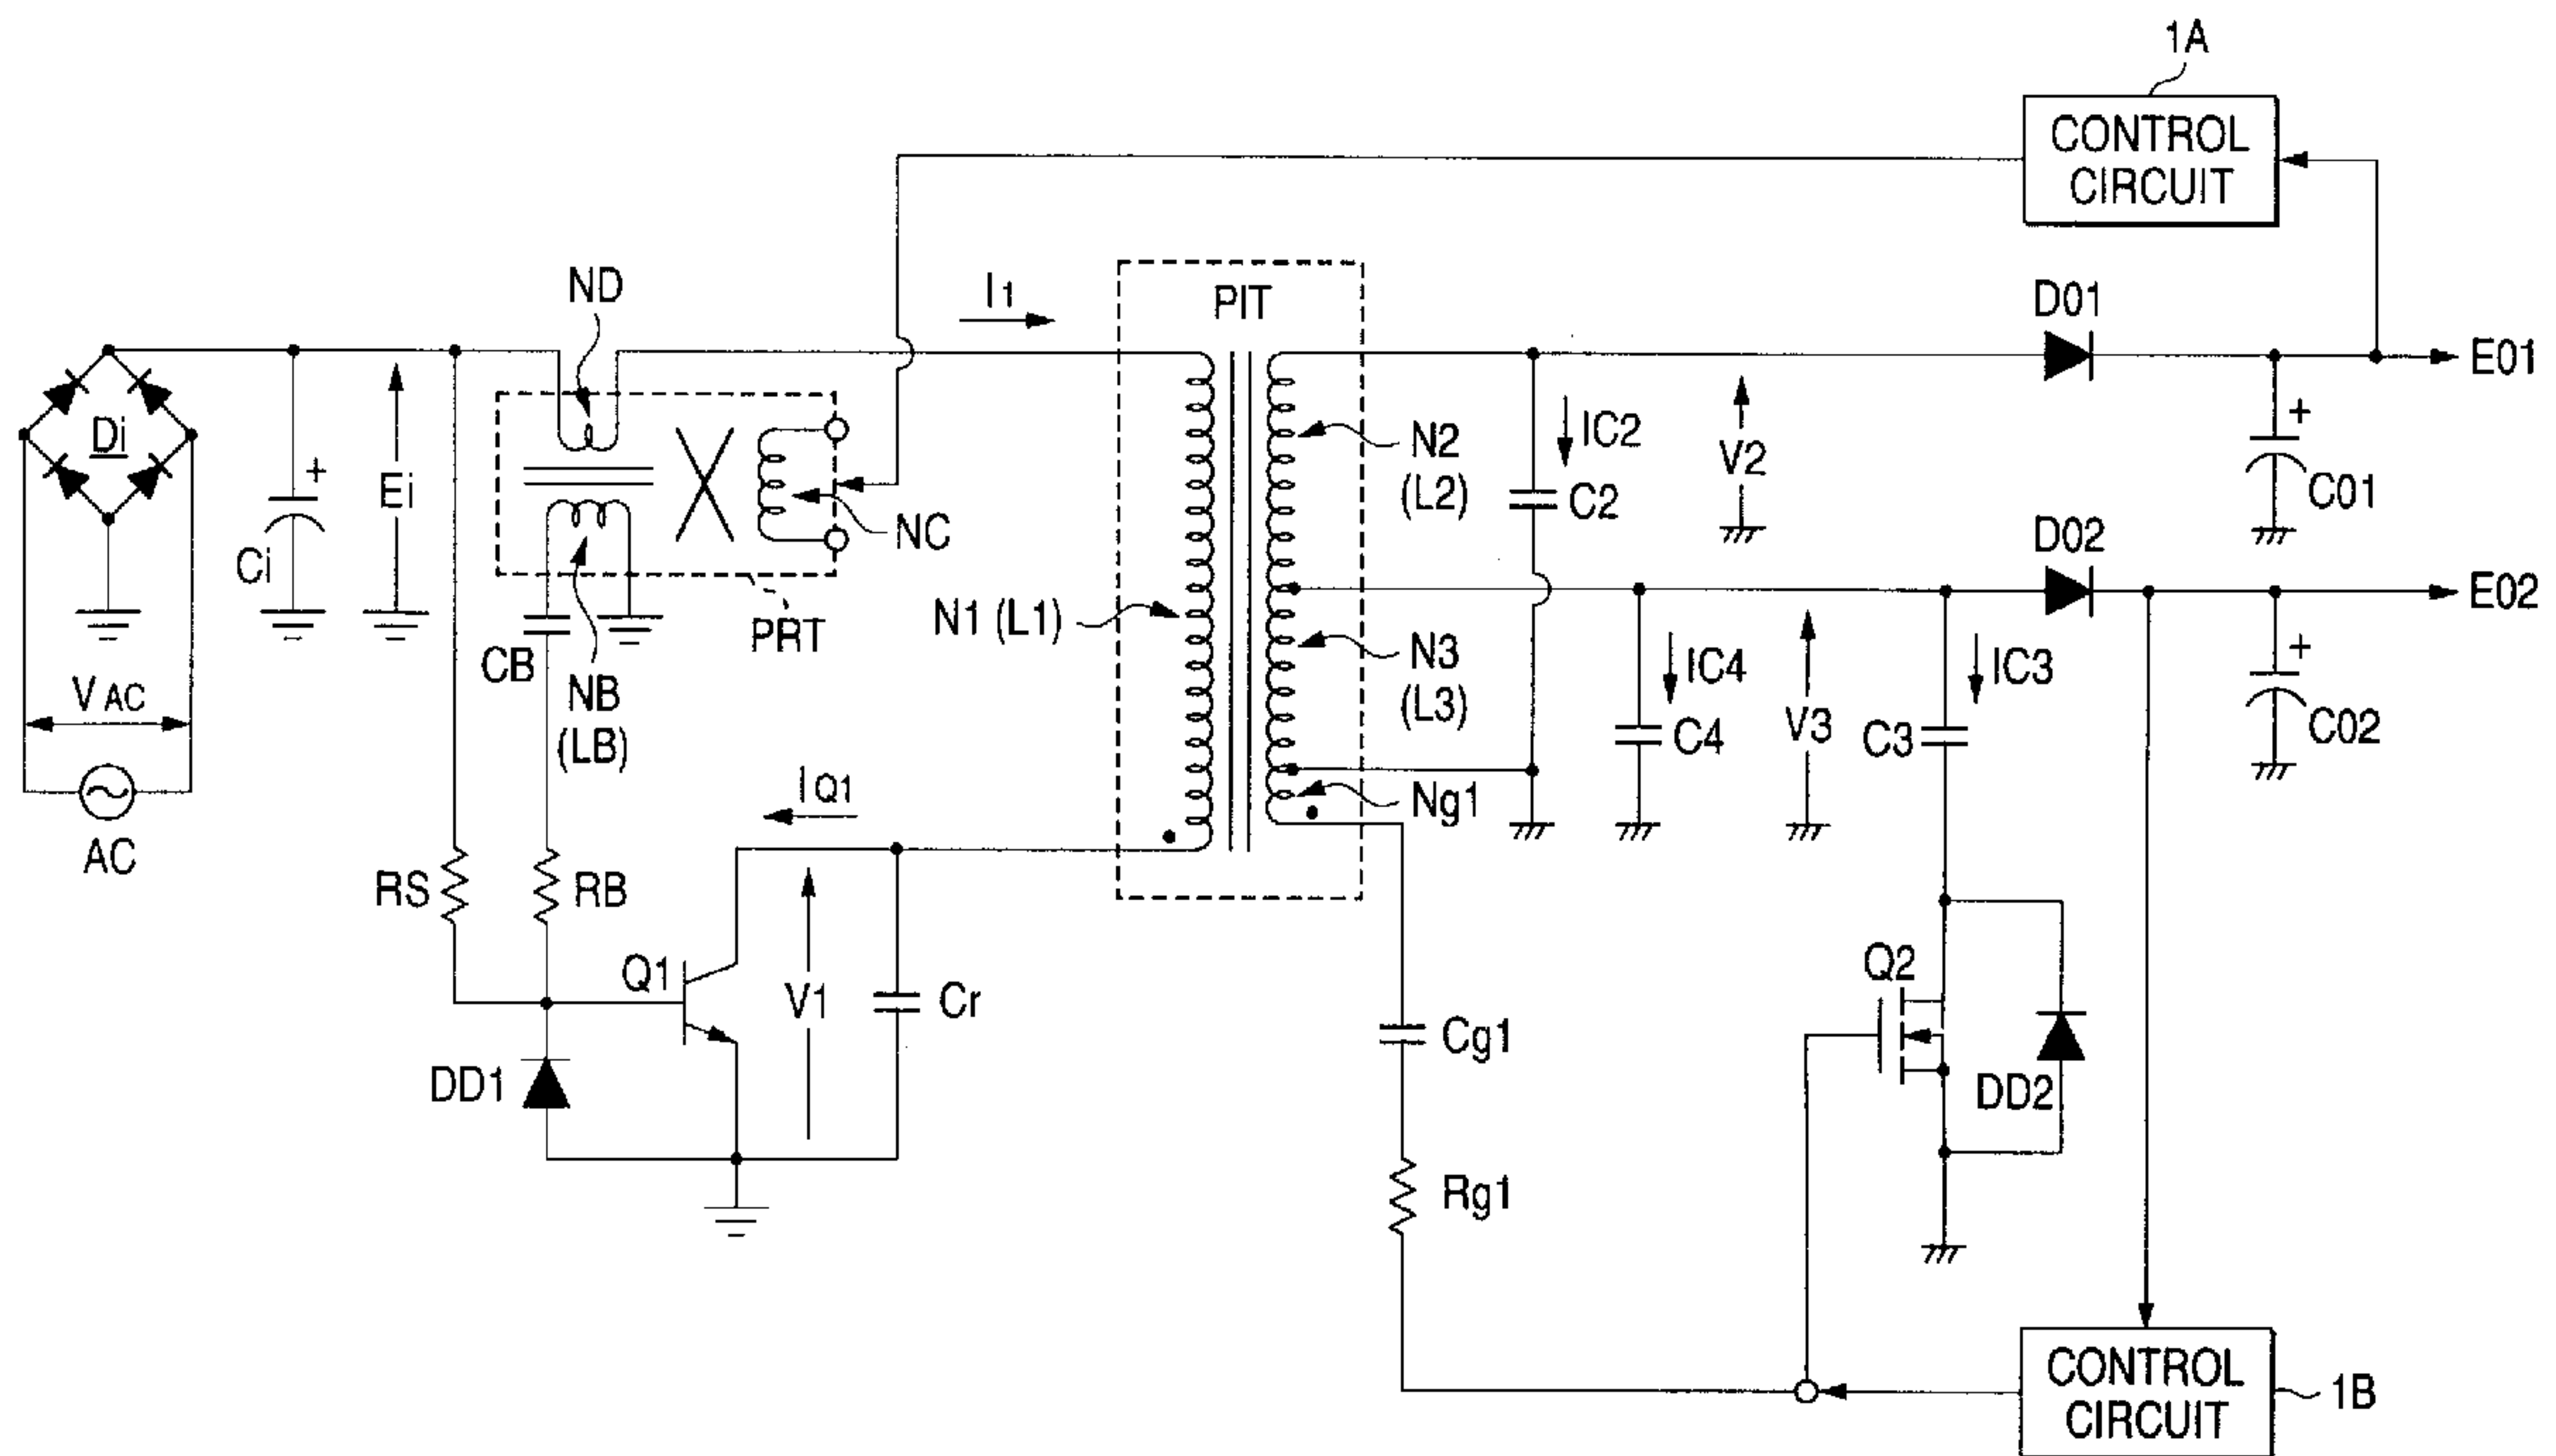 1A
CONTROL
CIRCUIT
ND
I1
PIT
D01
E01
Di
Ei
+
Ci
N2
(L2)
IC2
C2
V2
+
C01
NC
D02
E02
PRT
N1 (L1)
CB
NB
(LB)
N3
(L3)
IC4
C4
V3
IC3
C3
+
C02
VAC
AC
IQ1
Ng1
RS
RB
Q1
V1
Cr
Q2
Cg1
DD1
DD2
Rg1
CONTROL
CIRCUIT
1B